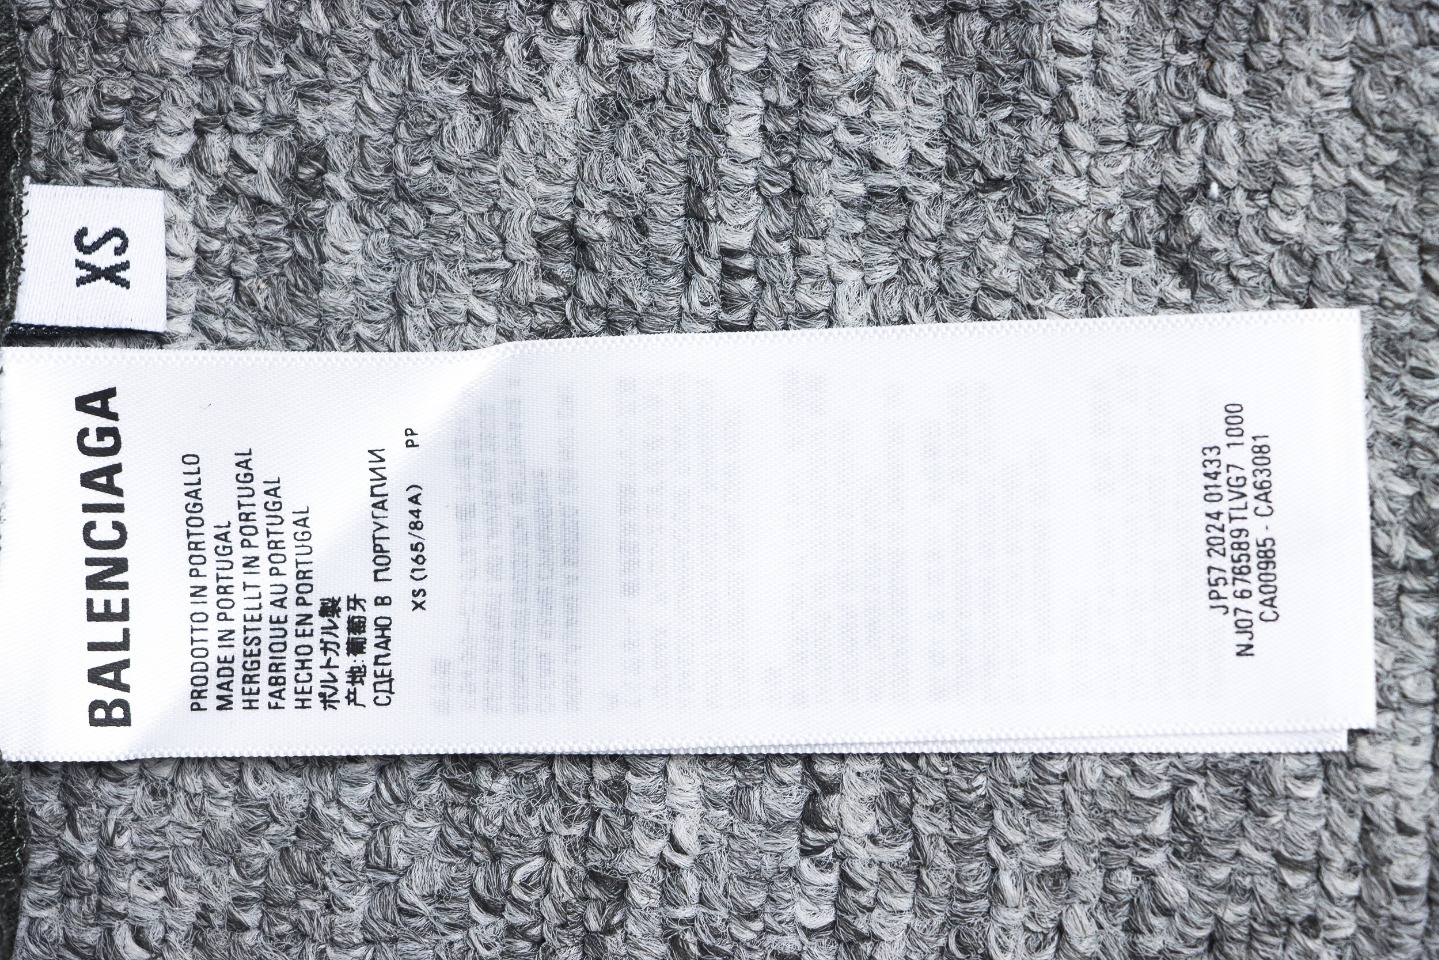 XS
BALENCIAGA
PRODOTTO IN PORTOGALLO
MADE IN PORTUGAL
HERGESTELLT IN PORTUGAL
FABRIQUE AU PORTUGAL
HECHO EN PORTUGAL
ポルトガル製
产地:葡萄牙
СДЕЛАНО В ПОРТУГАЛИИ
XS (165/84A) PP
JP57 2024 01433
NJ07 676589 TLVG7 1000
CA00985 - CA63081